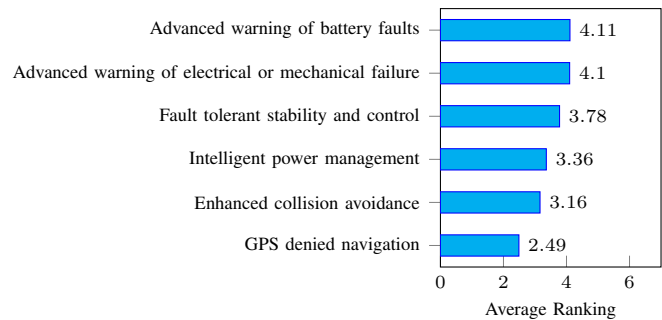 Advanced warning of battery faults 4.11
Advanced warning of electrical or mechanical failure 4.1
Fault tolerant stability and control 3.78
Intelligent power management 3.36
Enhanced collision avoidance 3.16
GPS denied navigation 2.49
0 2 4 6
Average Ranking